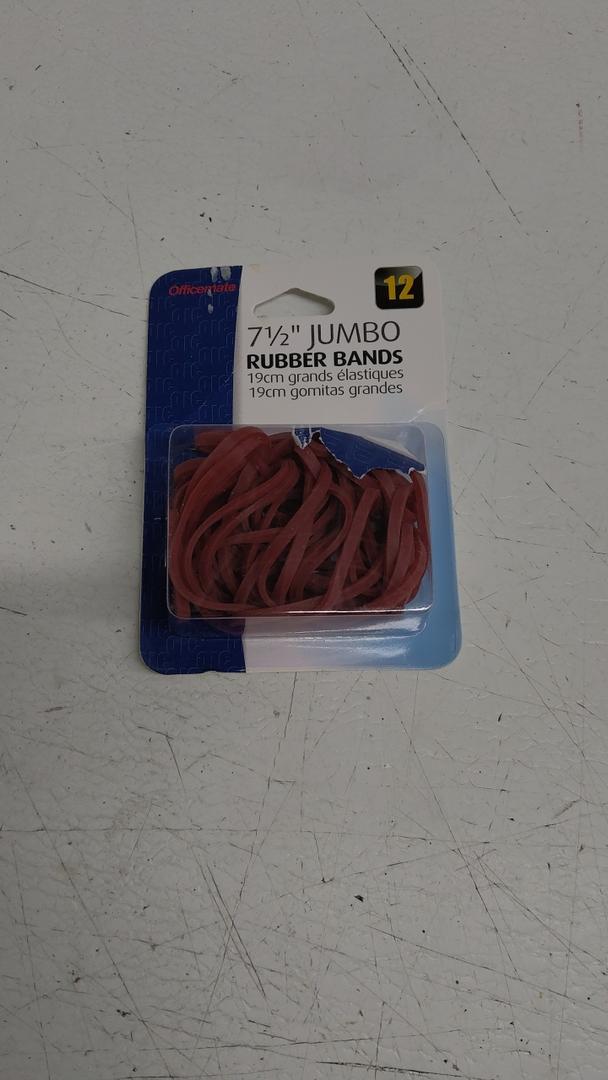 Officemate
12
7½" JUMBO
RUBBER BANDS
19cm grands élastiques
19cm gomitas grandes